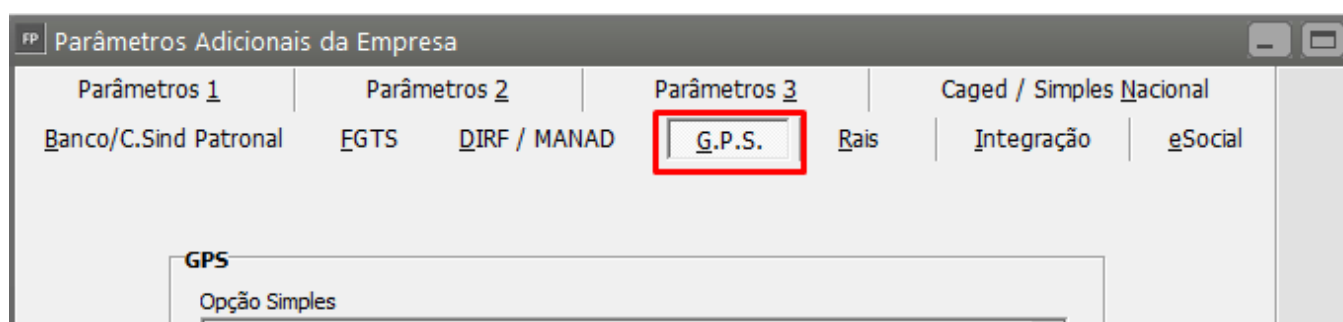 FP Parâmetros Adicionais da Empresa
Parâmetros 1 Parâmetros 2 Parâmetros 3 Caged / Simples Nacional
Banco/C.Sind Patronal FGTS DIRF / MANAD G.P.S. Rais Integração eSocial
GPS
Opção Simples